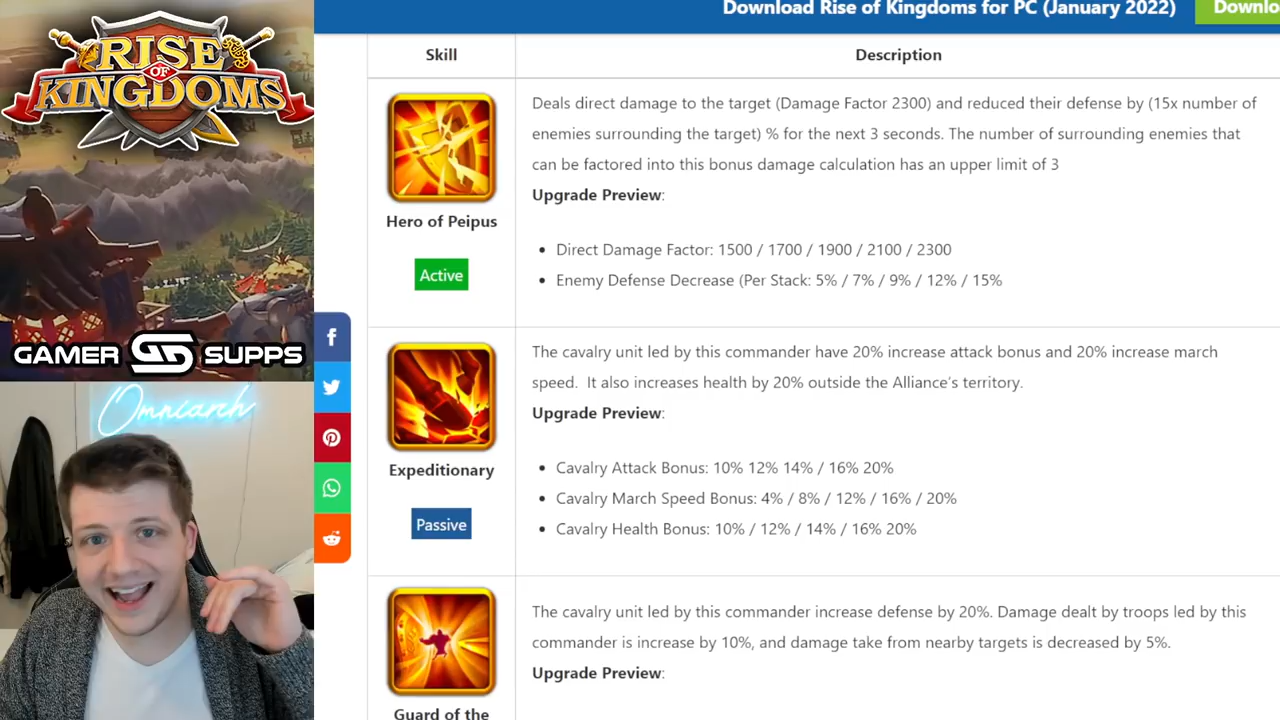 RISE
OF
KINGDOMS
GAMER GS SUPPS
Omniarch
Download Rise of Kingdoms for PC (January 2022)
Downlo
Skill
Description
Hero of Peipus
Active
Deals direct damage to the target (Damage Factor 2300) and reduced their defense by (15x number of
enemies surrounding the target) % for the next 3 seconds. The number of surrounding enemies that
can be factored into this bonus damage calculation has an upper limit of 3
Upgrade Preview:
• Direct Damage Factor: 1500 / 1700 / 1900 / 2100 / 2300
• Enemy Defense Decrease (Per Stack: 5% / 7% / 9% / 12% / 15%
Expeditionary
Passive
The cavalry unit led by this commander have 20% increase attack bonus and 20% increase march
speed. It also increases health by 20% outside the Alliance's territory.
Upgrade Preview:
• Cavalry Attack Bonus: 10% 12% 14% / 16% 20%
• Cavalry March Speed Bonus: 4% / 8% / 12% / 16% / 20%
• Cavalry Health Bonus: 10% / 12% / 14% / 16% 20%
Guard of the
The cavalry unit led by this commander increase defense by 20%. Damage dealt by troops led by this
commander is increase by 10%, and damage take from nearby targets is decreased by 5%.
Upgrade Preview: